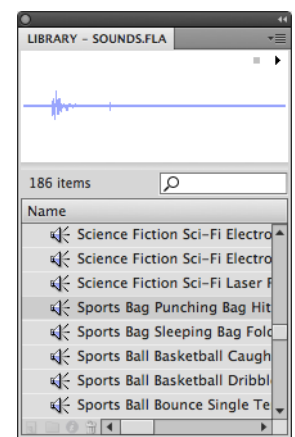 LIBRARY – SOUNDS.FLA
186 items
Name
Science Fiction Sci-Fi Electro
Science Fiction Sci-Fi Electro
Science Fiction Sci-Fi Laser F
Sports Bag Punching Bag Hit
Sports Bag Sleeping Bag Fold
Sports Ball Basketball Caugh
Sports Ball Basketball Dribbl
Sports Ball Bounce Single Te